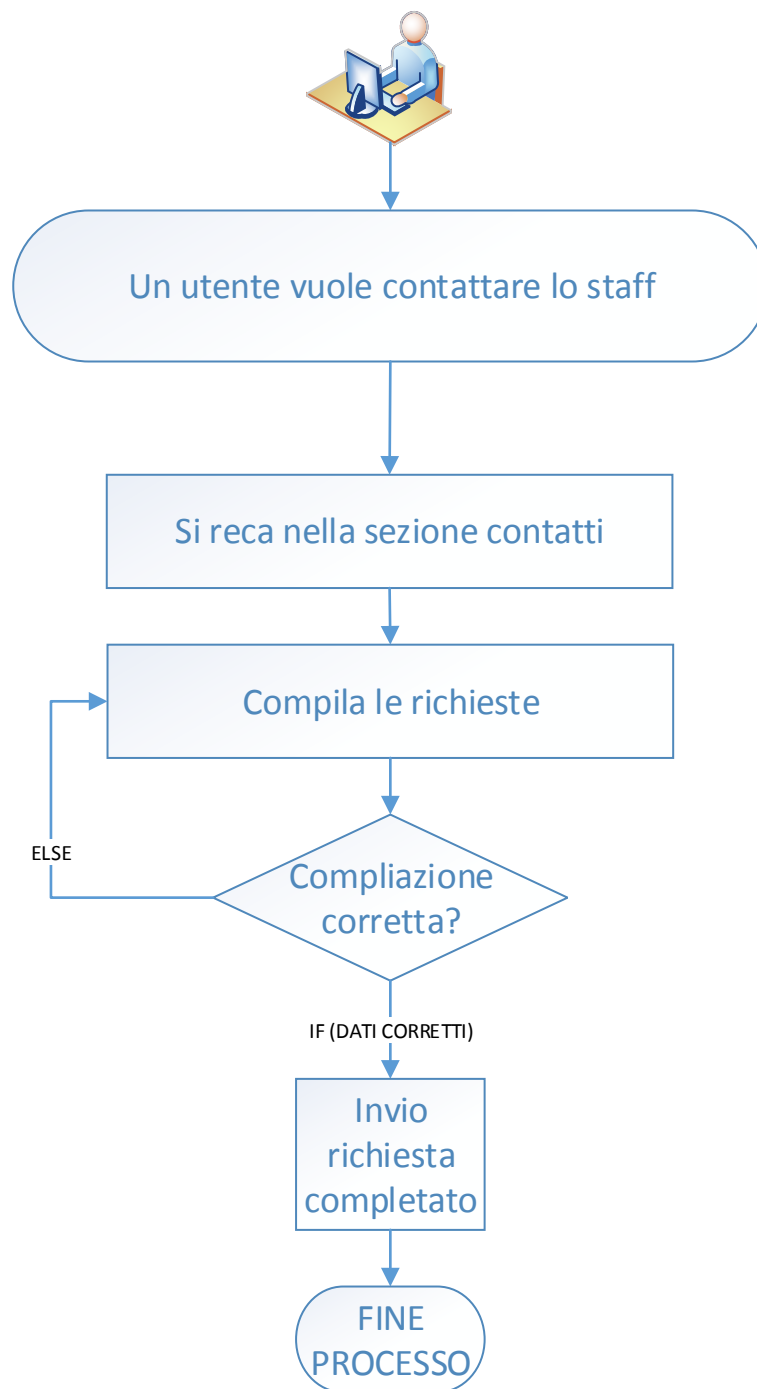 Un utente vuole contattare lo staff
Si reca nella sezione contatti
Compila le richieste
ELSE
Compliazione
corretta?
IF (DATI CORRETTI)
Invio
richiesta
completato
FINE
PROCESSO